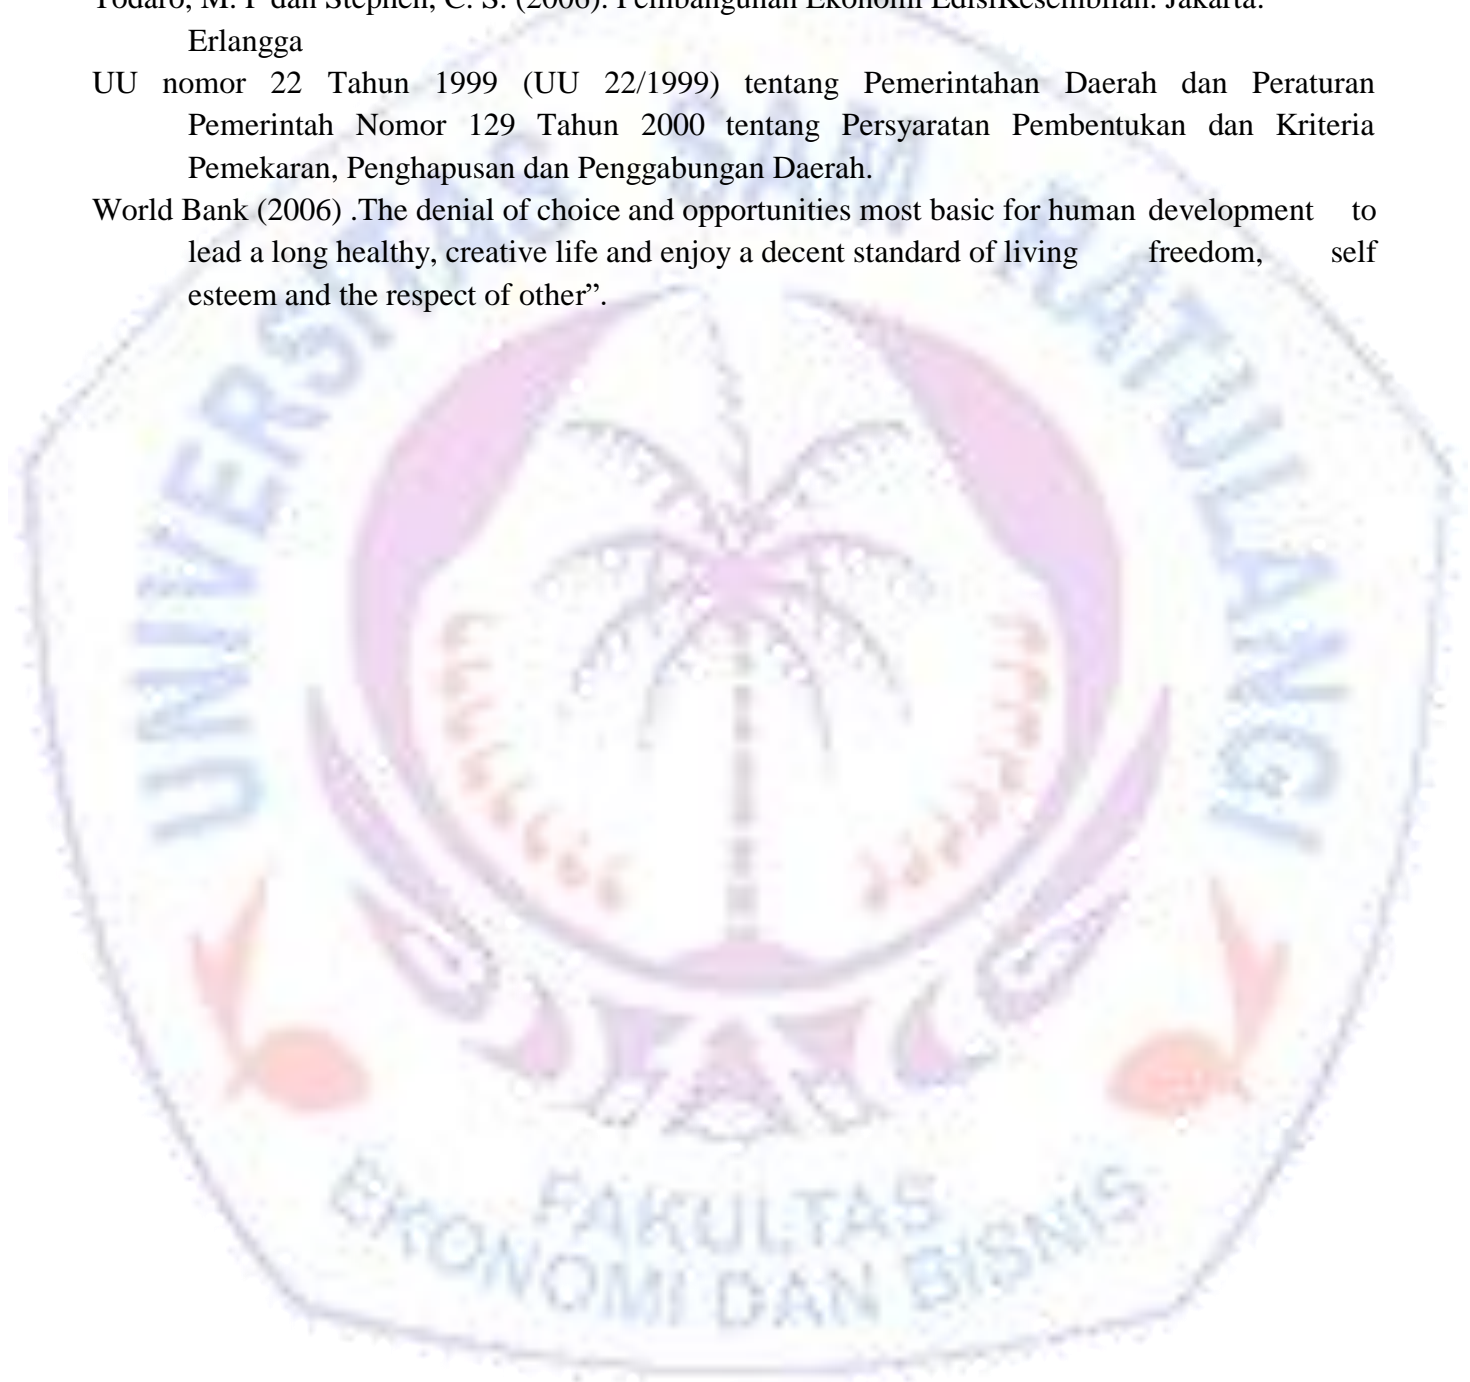 Todaro, M. P dan Stephen, C. S. (2006). Pembangunan Ekonomi EdisiKesembilan. Jakarta.
Erlangga
UU nomor 22 Tahun 1999 (UU 22/1999) tentang Pemerintahan Daerah dan Peraturan
Pemerintah Nomor 129 Tahun 2000 tentang Persyaratan Pembentukan dan Kriteria
Pemekaran, Penghapusan dan Penggabungan Daerah.
World Bank (2006) .The denial of choice and opportunities most basic for human development to
lead a long healthy, creative life and enjoy a decent standard of living freedom, self
esteem and the respect of other”.
UNIVERSITAS SAM RATULANGI
FAKULTAS
EKONOMI DAN BISNIS